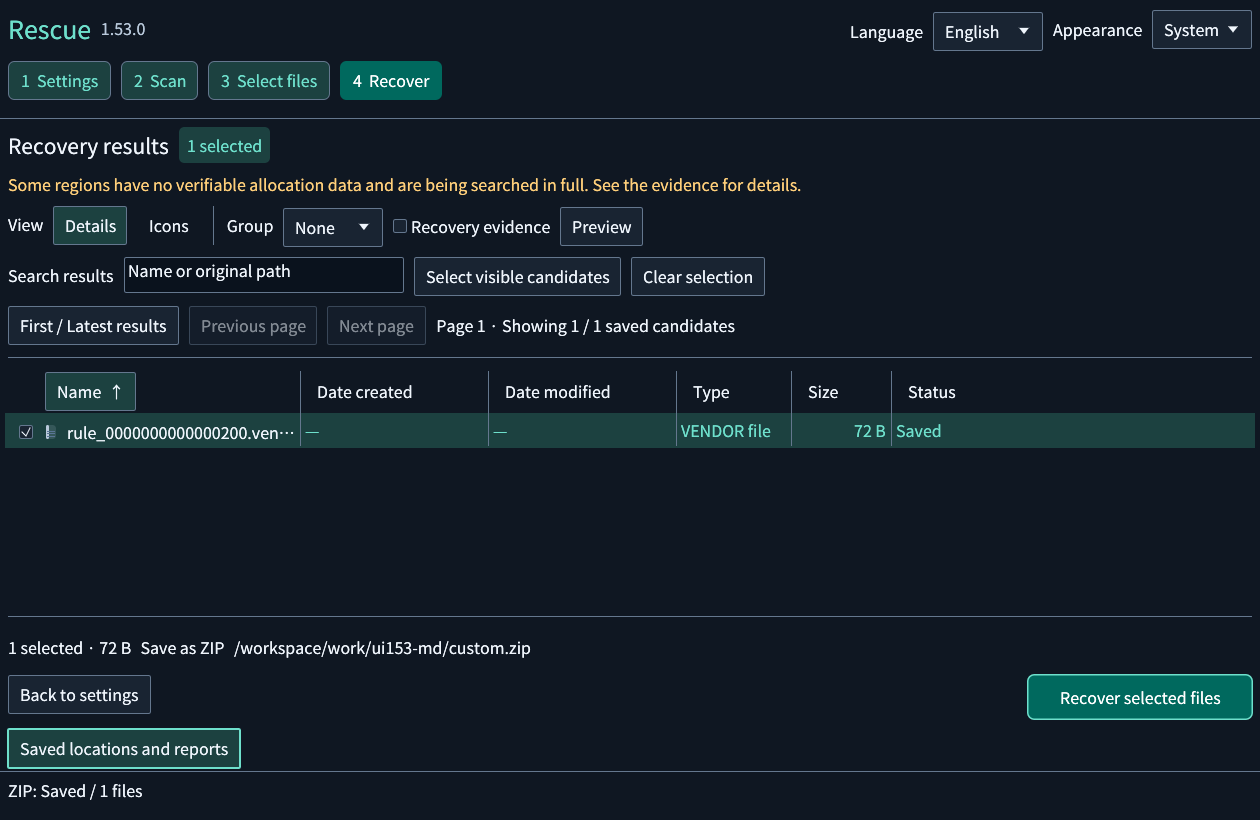 Rescue 1.53.0
Language English Appearance System
1 Settings 2 Scan 3 Select files 4 Recover
Recovery results 1 selected
Some regions have no verifiable allocation data and are being searched in full. See the evidence for details.
View Details Icons Group None Recovery evidence Preview
Search results Name or original path Select visible candidates Clear selection
First / Latest results Previous page Next page Page 1 · Showing 1 / 1 saved candidates
Name ↑ Date created Date modified Type Size Status
rule_0000000000000200.ven··· — — VENDOR file 72 B Saved
1 selected · 72 B Save as ZIP /workspace/work/ui153-md/custom.zip
Back to settings Recover selected files
Saved locations and reports
ZIP: Saved / 1 files